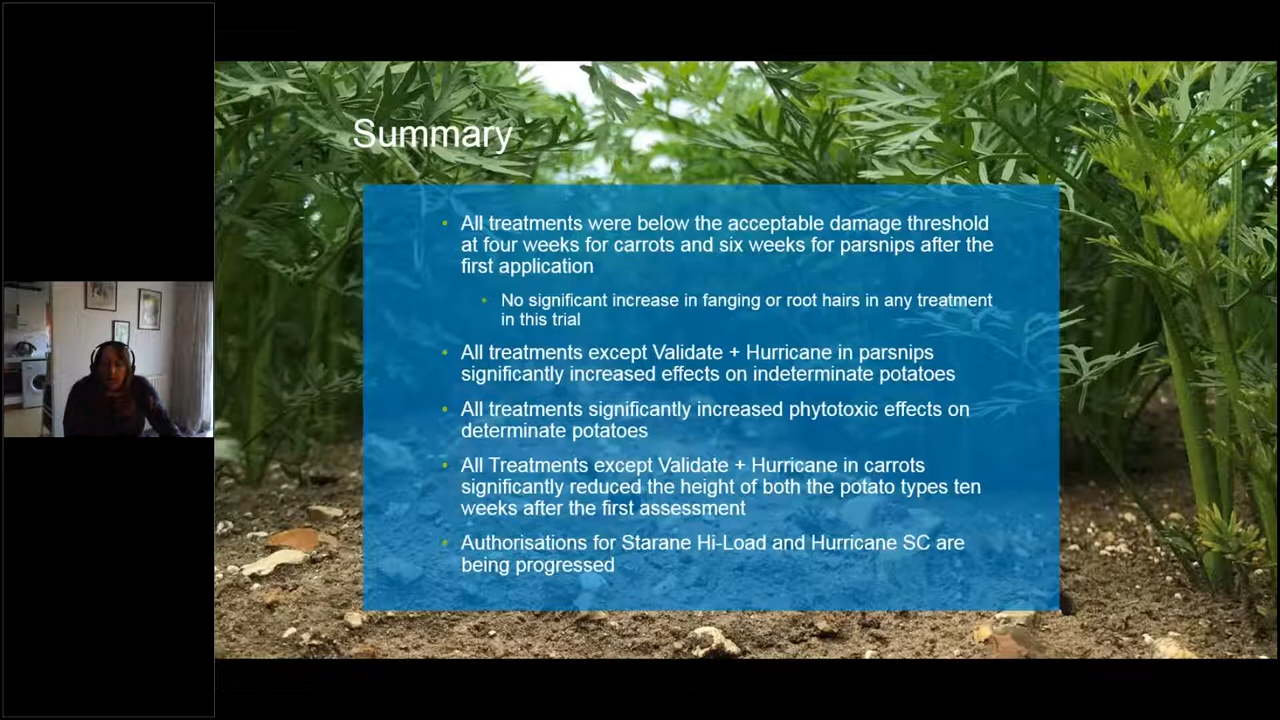 Summary
All treatments were below the acceptable damage threshold
at four weeks for carrots and six weeks for parsnips after the
first application
No significant increase in fanging or root hairs in any treatment
in this trial
All treatments except Validate + Hurricane in parsnips
significantly increased effects on indeterminate potatoes
All treatments significantly increased phytotoxic effects on
determinate potatoes
All Treatments except Validate + Hurricane in carrots
significantly reduced the height of both the potato types ten
weeks after the first assessment
Authorisations for Starane Hi-Load and Hurricane SC are
being progressed